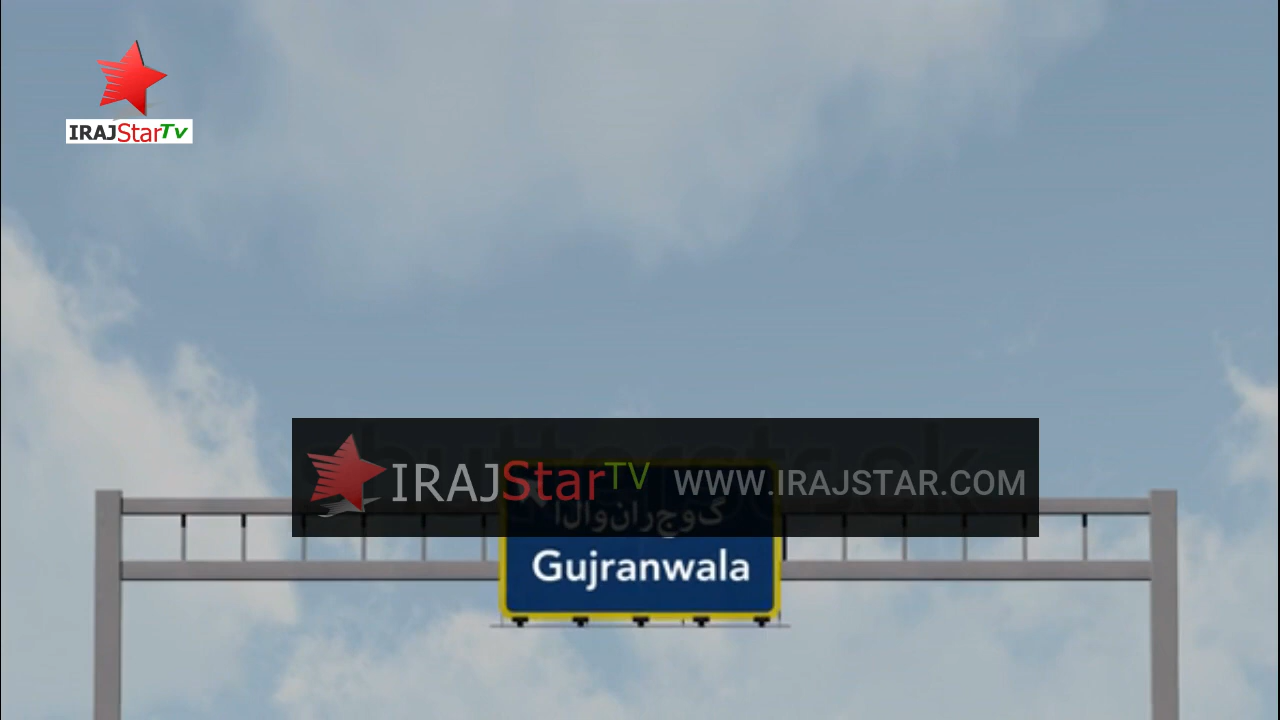 IRAJStarTv
IRAJStarTV WWW.IRAJSTAR.COM
گوجرانوالا
Gujranwala